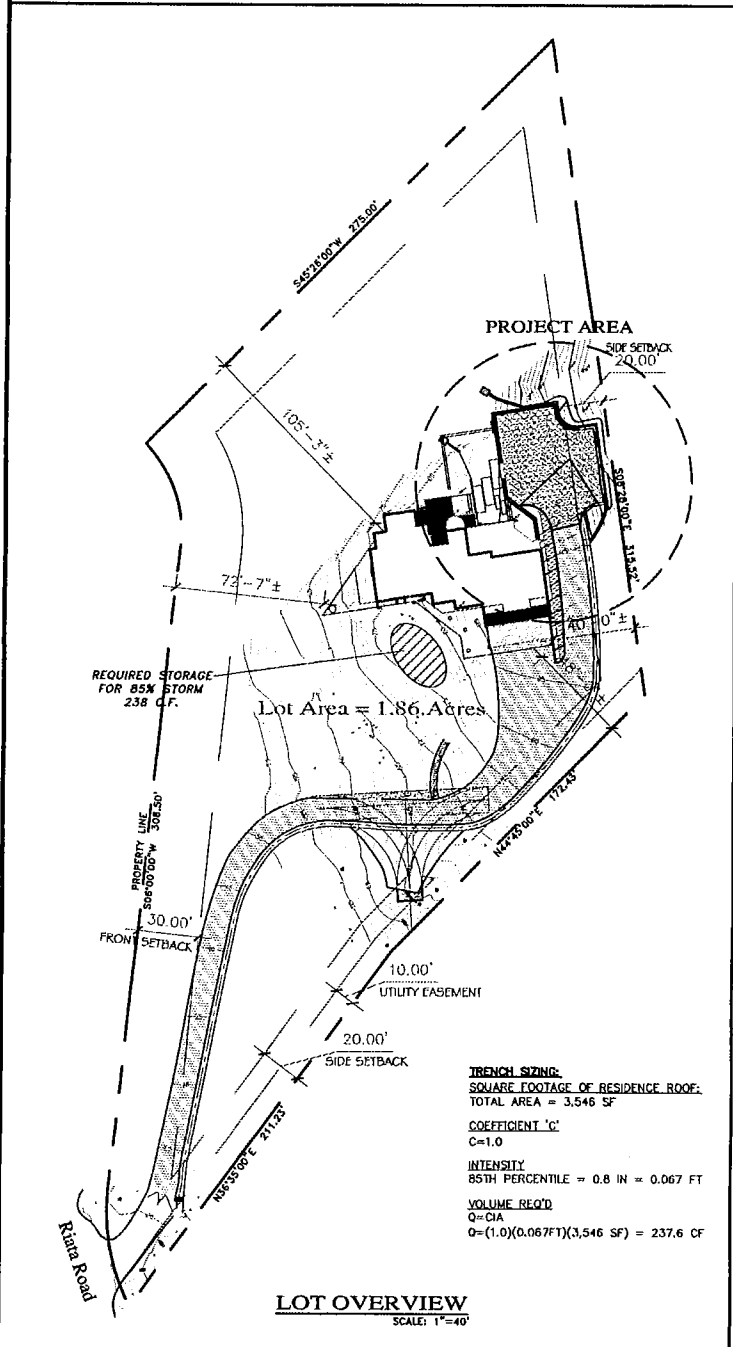 S45°26'00"W 275.00'
PROJECT AREA
SIDE SETBACK
20.00'
105'-3"±
S08°28'00"E 315.52'
72'-7"±
40'-0"±
REQUIRED STORAGE
FOR 85% STORM
238 C.F.
Lot Area = 1.86 Acres
N44°45'00"E 172.43'
PROPERTY LINE
S06°00'00"W 308.50'
30.00'
FRONT SETBACK
10.00'
UTILITY EASEMENT
20.00'
SIDE SETBACK
N36°35'00"E 211.23'
Riata Road
TRENCH SIZING:
SQUARE FOOTAGE OF RESIDENCE ROOF:
TOTAL AREA = 3,546 SF
COEFFICIENT 'C'
C=1.0
INTENSITY
85TH PERCENTILE = 0.8 IN = 0.067 FT
VOLUME REQ'D
Q=CIA
Q=(1.0)(0.067FT)(3,546 SF) = 237.6 CF
LOT OVERVIEW
SCALE: 1"=40'